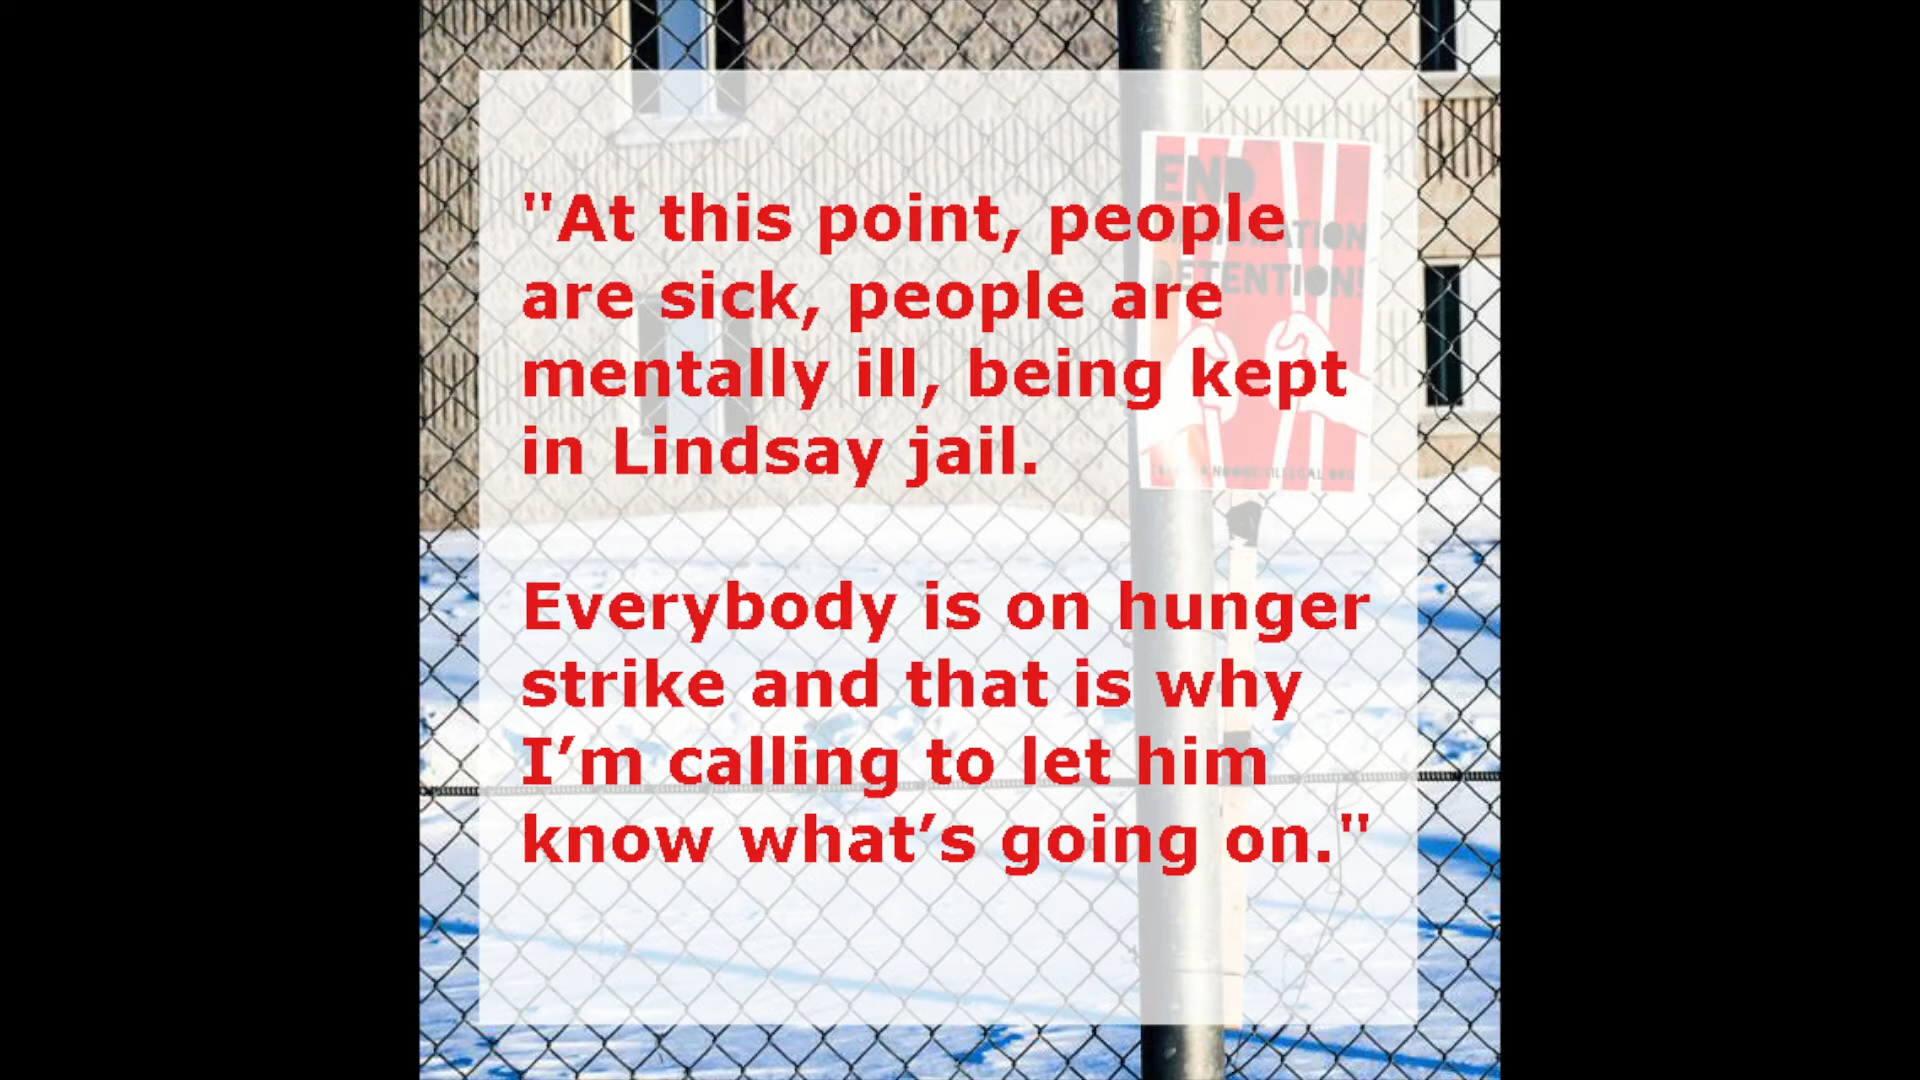 "At this point, people
are sick, people are
mentally ill, being kept
in Lindsay jail.
Everybody is on hunger
strike and that is why
I’m calling to let him
know what’s going on."
END
DETENTION!